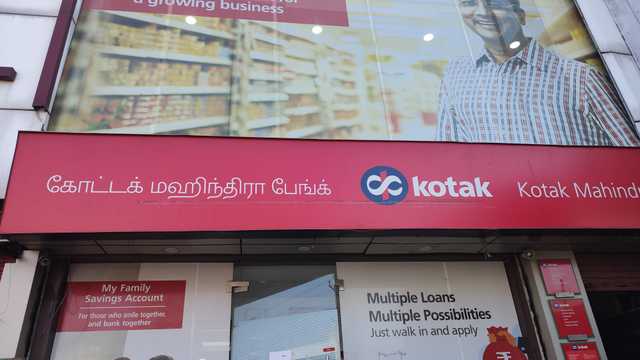 a growing business
கோட்டக் மஹிந்திரா பேங்க் kotak Kotak Mahind
My Family
Savings Account
For those who smile together,
and bank together
Multiple Loans
Multiple Possibilities
Just walk in and apply
kotak